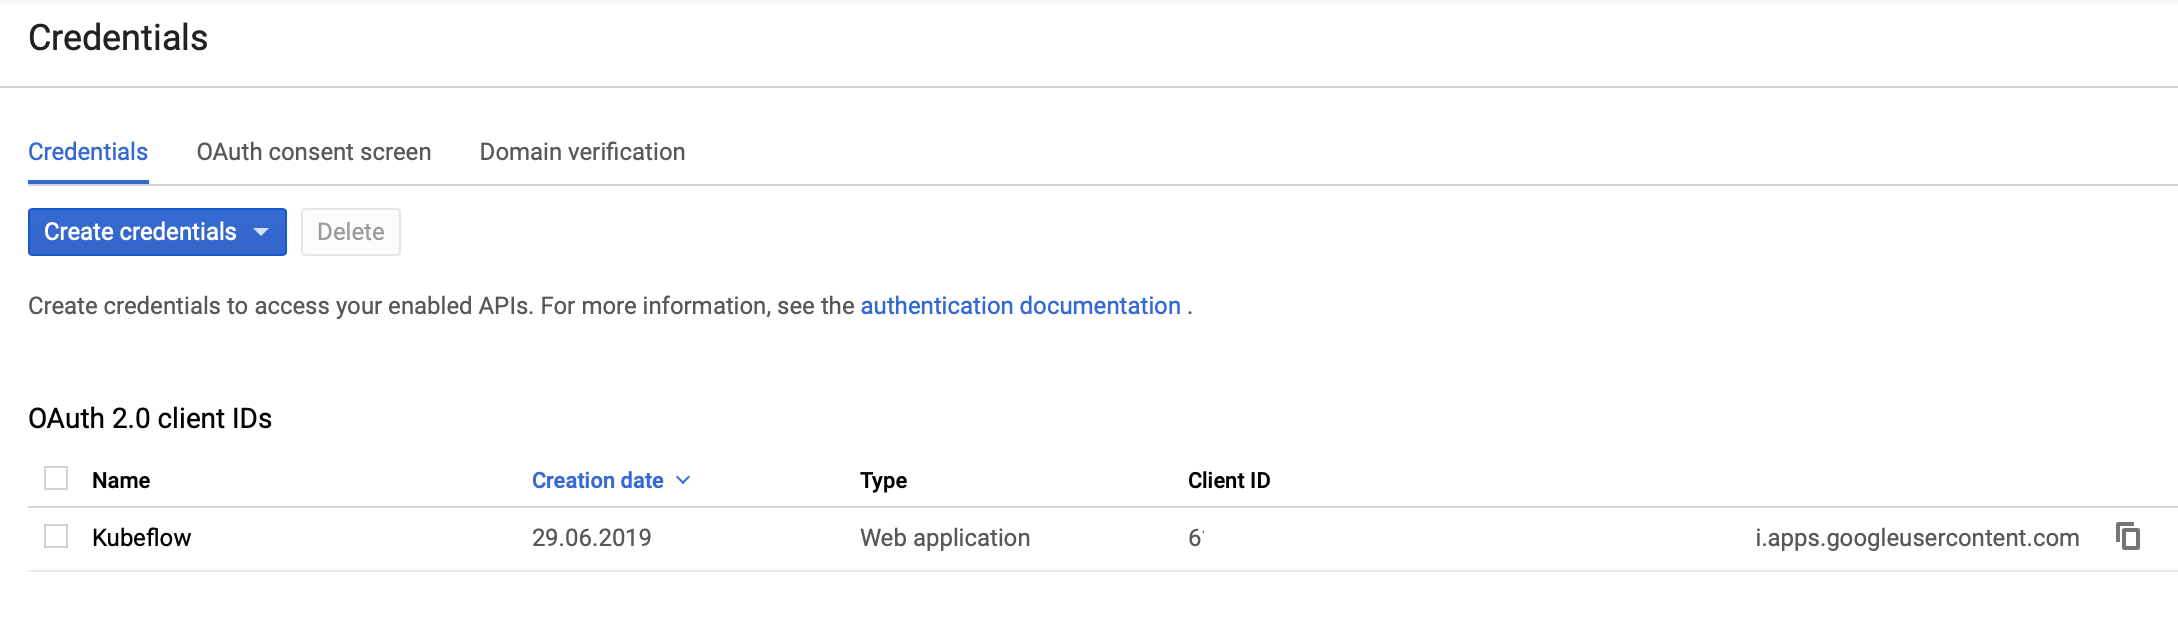 Credentials
Credentials OAuth consent screen Domain verification
Create credentials Delete
Create credentials to access your enabled APIs. For more information, see the authentication documentation .
OAuth 2.0 client IDs
Name Creation date Type Client ID
Kubeflow 29.06.2019 Web application 6 i.apps.googleusercontent.com